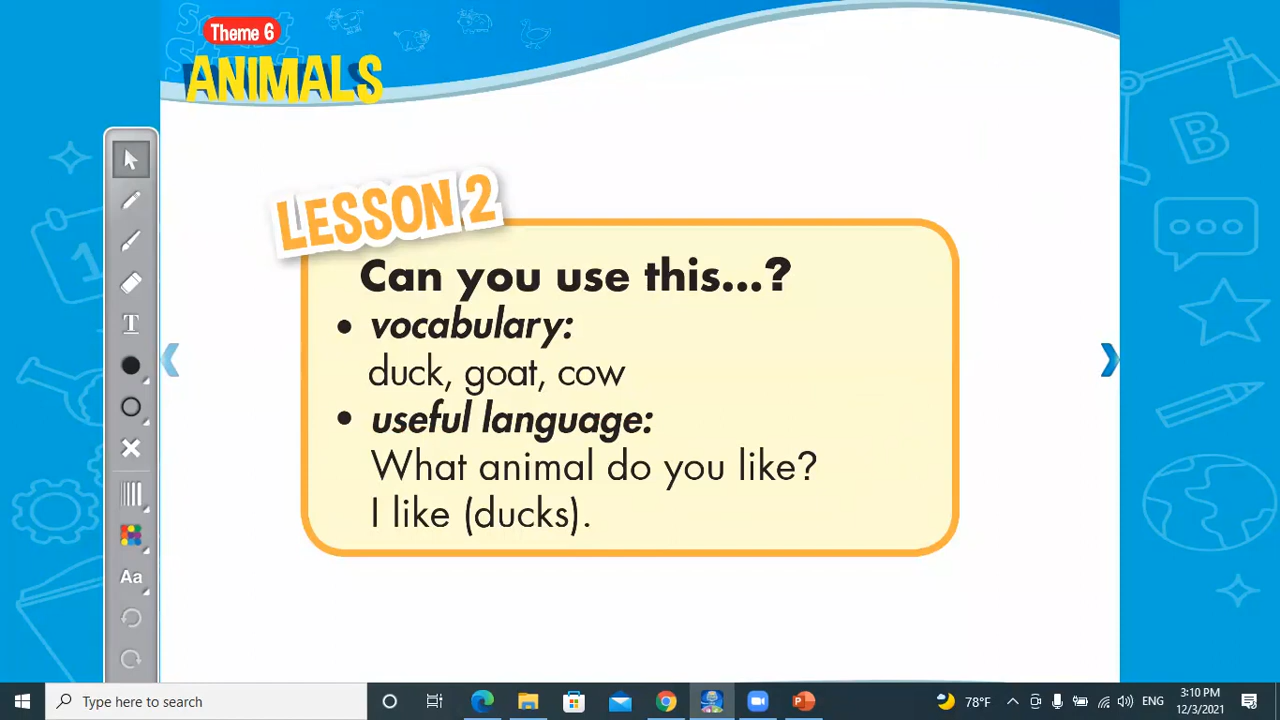 Theme 6
ANIMALS
LESSON 2
Can you use this...?
• vocabulary:
duck, goat, cow
• useful language:
What animal do you like?
I like (ducks).
T
Aa
1
B
Type here to search
78°F
ENG
3:10 PM
12/3/2021